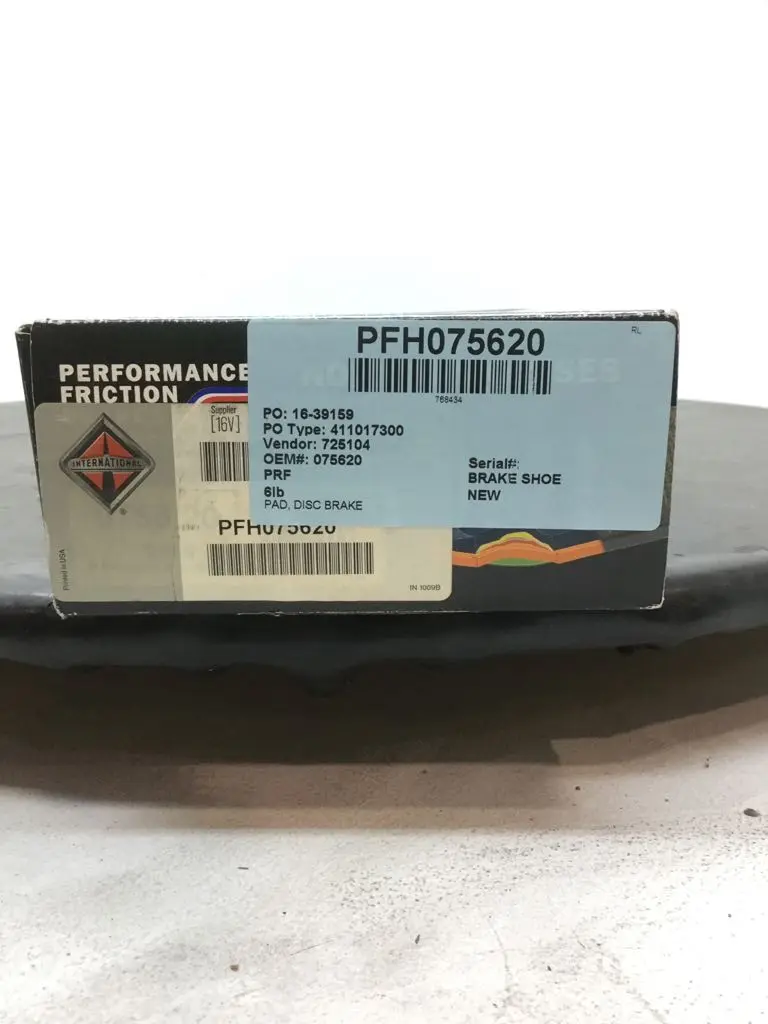 PFH075620
RL
768434
PERFORMANCE
FRICTION
PO: 16-39159
PO Type: 411017300
Vendor: 725104
OEM#: 075620
PRF
6lb
PAD, DISC BRAKE
Serial#:
BRAKE SHOE
NEW
Supplier
[16V]
INTERNATIONAL
®
PFH075620
Printed in USA
IN 1009B